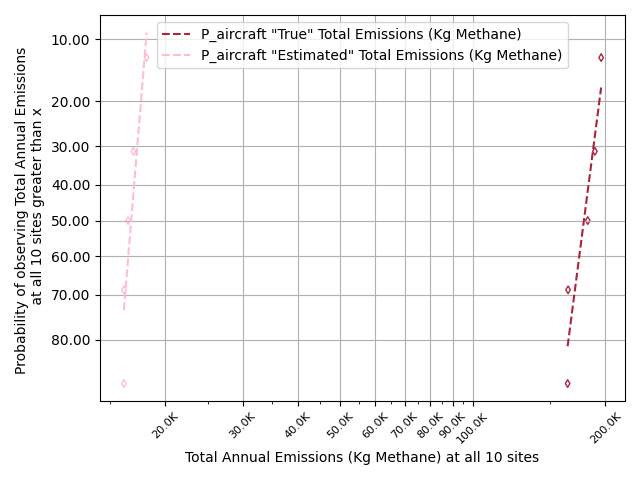 P_aircraft "True" Total Emissions (Kg Methane)
P_aircraft "Estimated" Total Emissions (Kg Methane)
Probability of observing Total Annual Emissions
at all 10 sites greater than x
10.00
20.00
30.00
40.00
50.00
60.00
70.00
80.00
20.0K
30.0K
40.0K
50.0K
60.0K
70.0K
80.0K
90.0K
100.0K
200.0K
Total Annual Emissions (Kg Methane) at all 10 sites